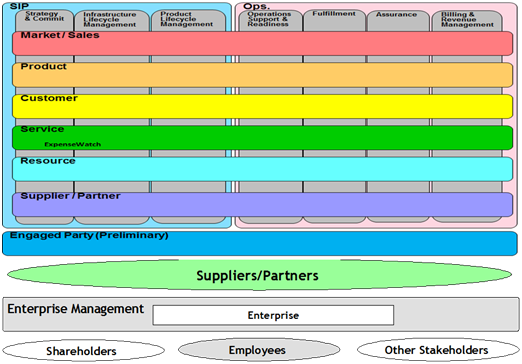 SIP
Ops.
Strategy
& Commit
Infrastructure
Lifecycle
Management
Product
Lifecycle
Management
Operations
Support &
Readiness
Fulfillment
Assurance
Billing &
Revenue
Management
Market / Sales
Product
Customer
Service
ExpenseWatch
Resource
Supplier / Partner
Engaged Party (Preliminary)
Suppliers/Partners
Enterprise Management
Enterprise
Shareholders
Employees
Other Stakeholders